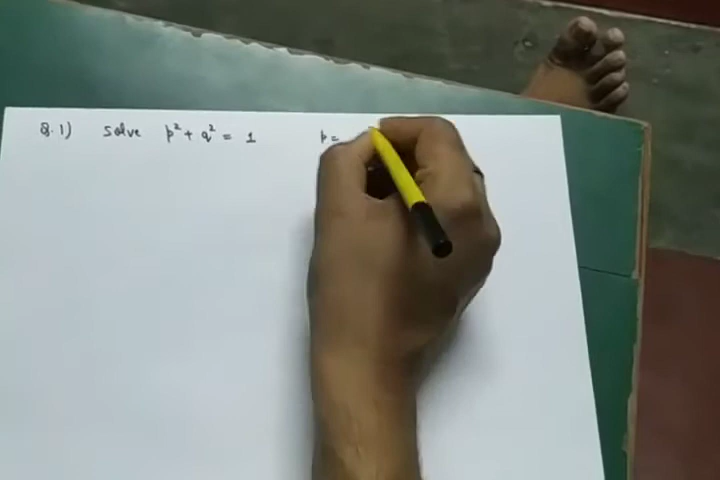 Q.1) solve p² + q² = 1 p =